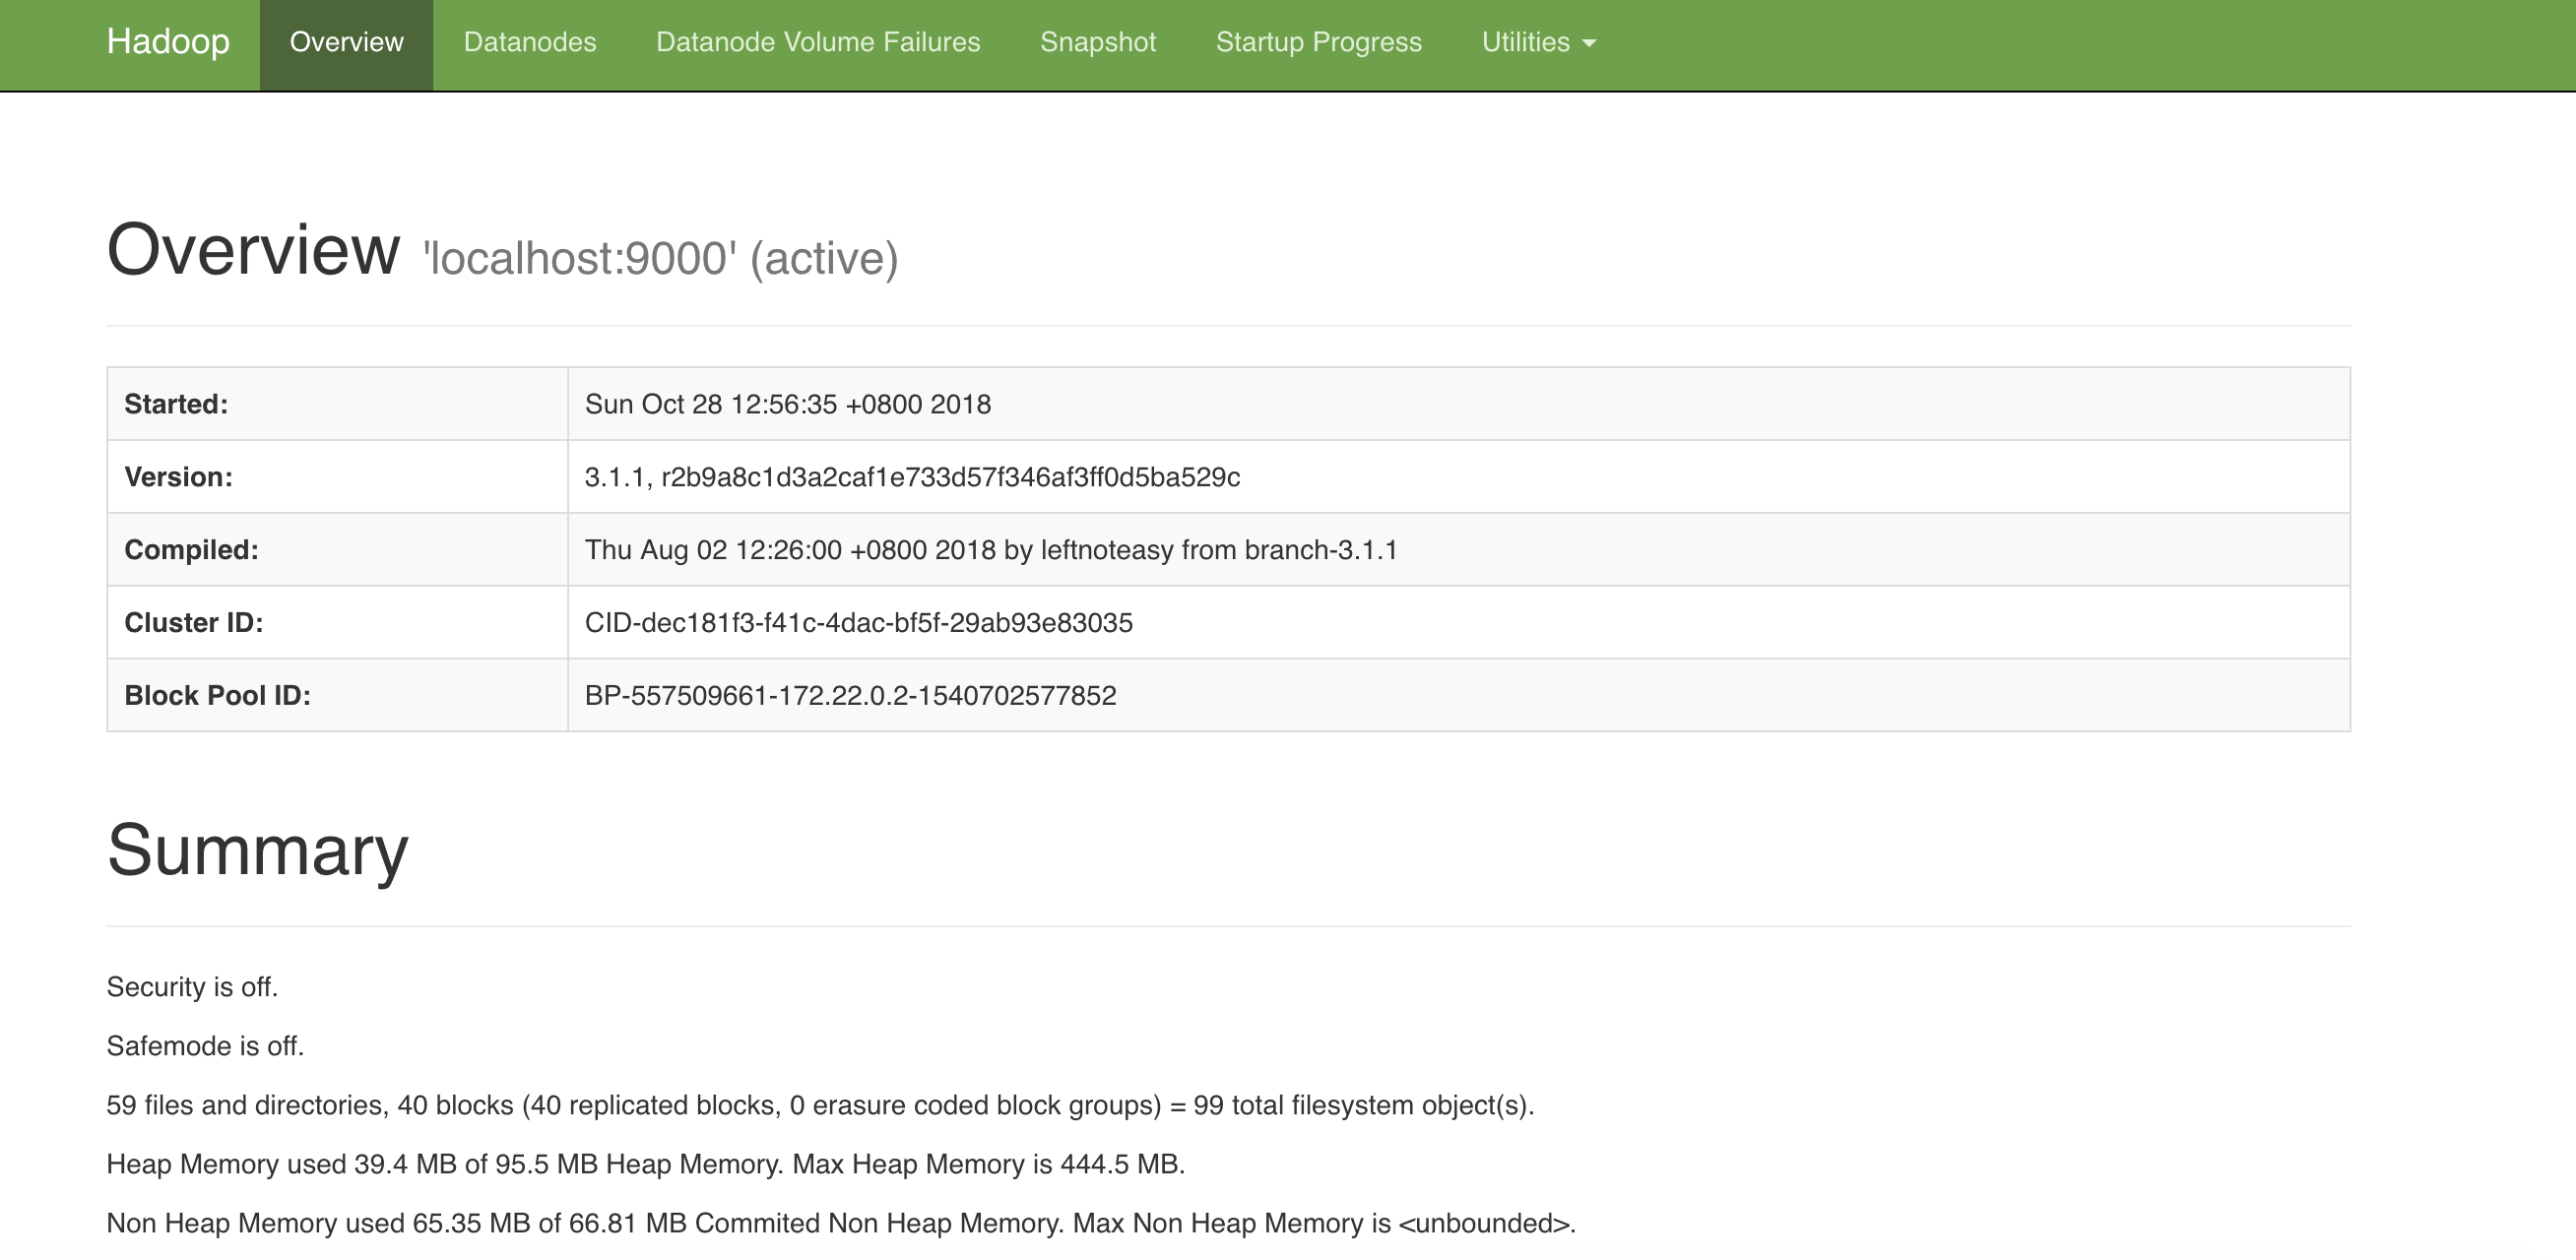 Hadoop Overview Datanodes Datanode Volume Failures Snapshot Startup Progress Utilities
Overview 'localhost:9000' (active)
Started: Sun Oct 28 12:56:35 +0800 2018
Version: 3.1.1, r2b9a8c1d3a2caf1e733d57f346af3ff0d5ba529c
Compiled: Thu Aug 02 12:26:00 +0800 2018 by leftnoteasy from branch-3.1.1
Cluster ID: CID-dec181f3-f41c-4dac-bf5f-29ab93e83035
Block Pool ID: BP-557509661-172.22.0.2-1540702577852
Summary
Security is off.
Safemode is off.
59 files and directories, 40 blocks (40 replicated blocks, 0 erasure coded block groups) = 99 total filesystem object(s).
Heap Memory used 39.4 MB of 95.5 MB Heap Memory. Max Heap Memory is 444.5 MB.
Non Heap Memory used 65.35 MB of 66.81 MB Commited Non Heap Memory. Max Non Heap Memory is <unbounded>.